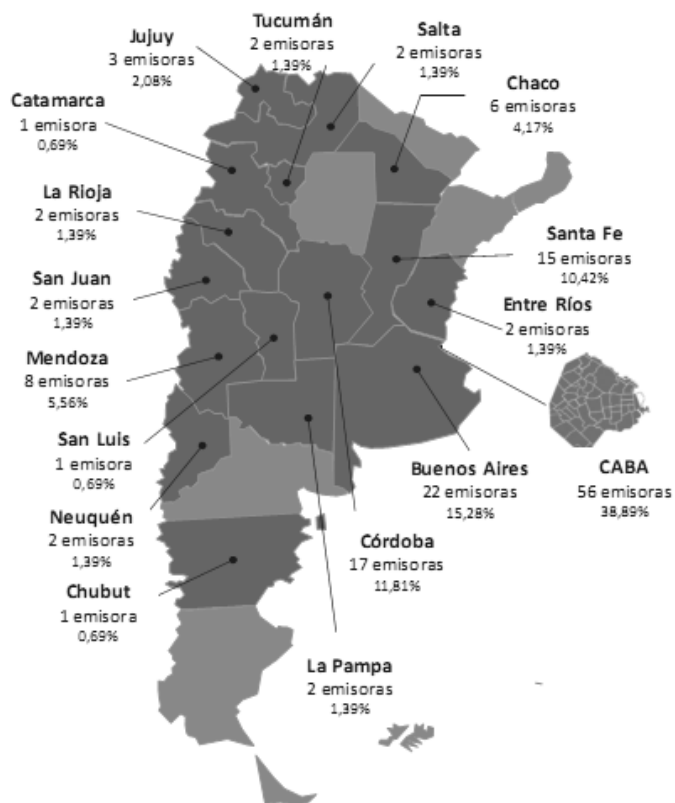 Tucumán
2 emisoras
1,39%
Jujuy
3 emisoras
2,08%
Salta
2 emisoras
1,39%
Chaco
6 emisoras
4,17%
Catamarca
1 emisora
0,69%
La Rioja
2 emisoras
1,39%
Santa Fe
15 emisoras
10,42%
San Juan
2 emisoras
1,39%
Entre Ríos
2 emisoras
1,39%
Mendoza
8 emisoras
5,56%
San Luis
1 emisora
0,69%
Buenos Aires
22 emisoras
15,28%
CABA
56 emisoras
38,89%
Neuquén
2 emisoras
1,39%
Córdoba
17 emisoras
11,81%
Chubut
1 emisora
0,69%
La Pampa
2 emisoras
1,39%